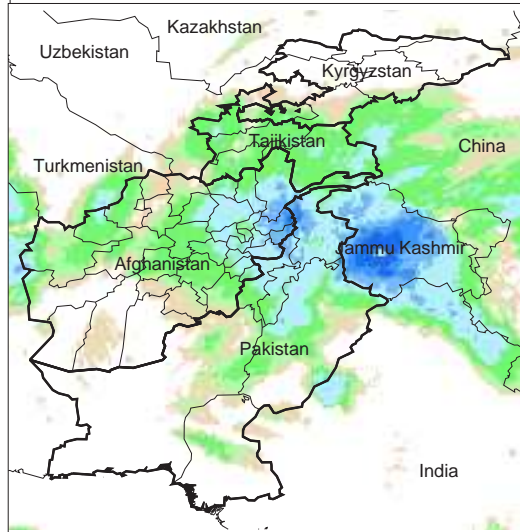 Kazakhstan
Uzbekistan
Kyrgyzstan
Tajikistan
China
Turkmenistan
Jammu Kashmir
Afghanistan
Pakistan
India